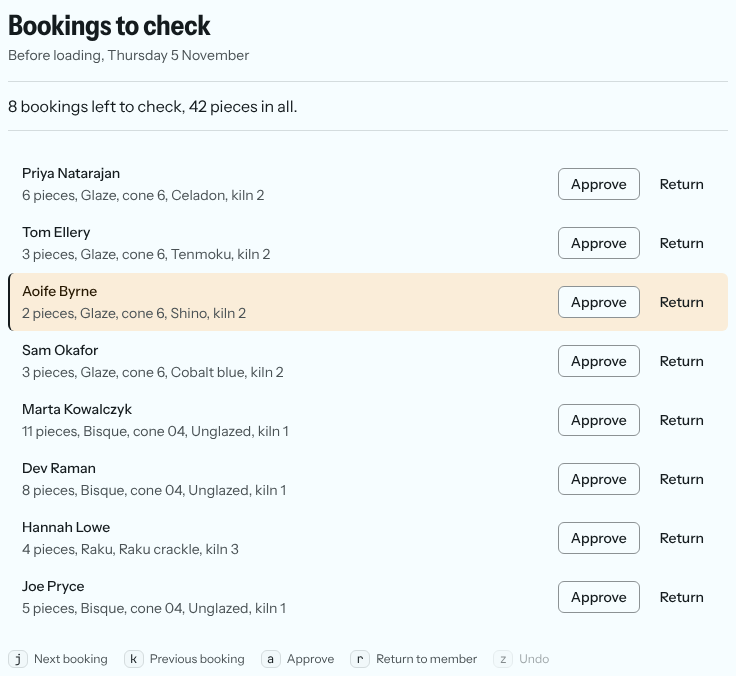 Bookings to check
Before loading, Thursday 5 November
8 bookings left to check, 42 pieces in all.
Priya Natarajan
6 pieces, Glaze, cone 6, Celadon, kiln 2
Approve Return
Tom Ellery
3 pieces, Glaze, cone 6, Tenmoku, kiln 2
Approve Return
Aoife Byrne
2 pieces, Glaze, cone 6, Shino, kiln 2
Approve Return
Sam Okafor
3 pieces, Glaze, cone 6, Cobalt blue, kiln 2
Approve Return
Marta Kowalczyk
11 pieces, Bisque, cone 04, Unglazed, kiln 1
Approve Return
Dev Raman
8 pieces, Bisque, cone 04, Unglazed, kiln 1
Approve Return
Hannah Lowe
4 pieces, Raku, Raku crackle, kiln 3
Approve Return
Joe Pryce
5 pieces, Bisque, cone 04, Unglazed, kiln 1
Approve Return
j Next booking k Previous booking a Approve r Return to member z Undo